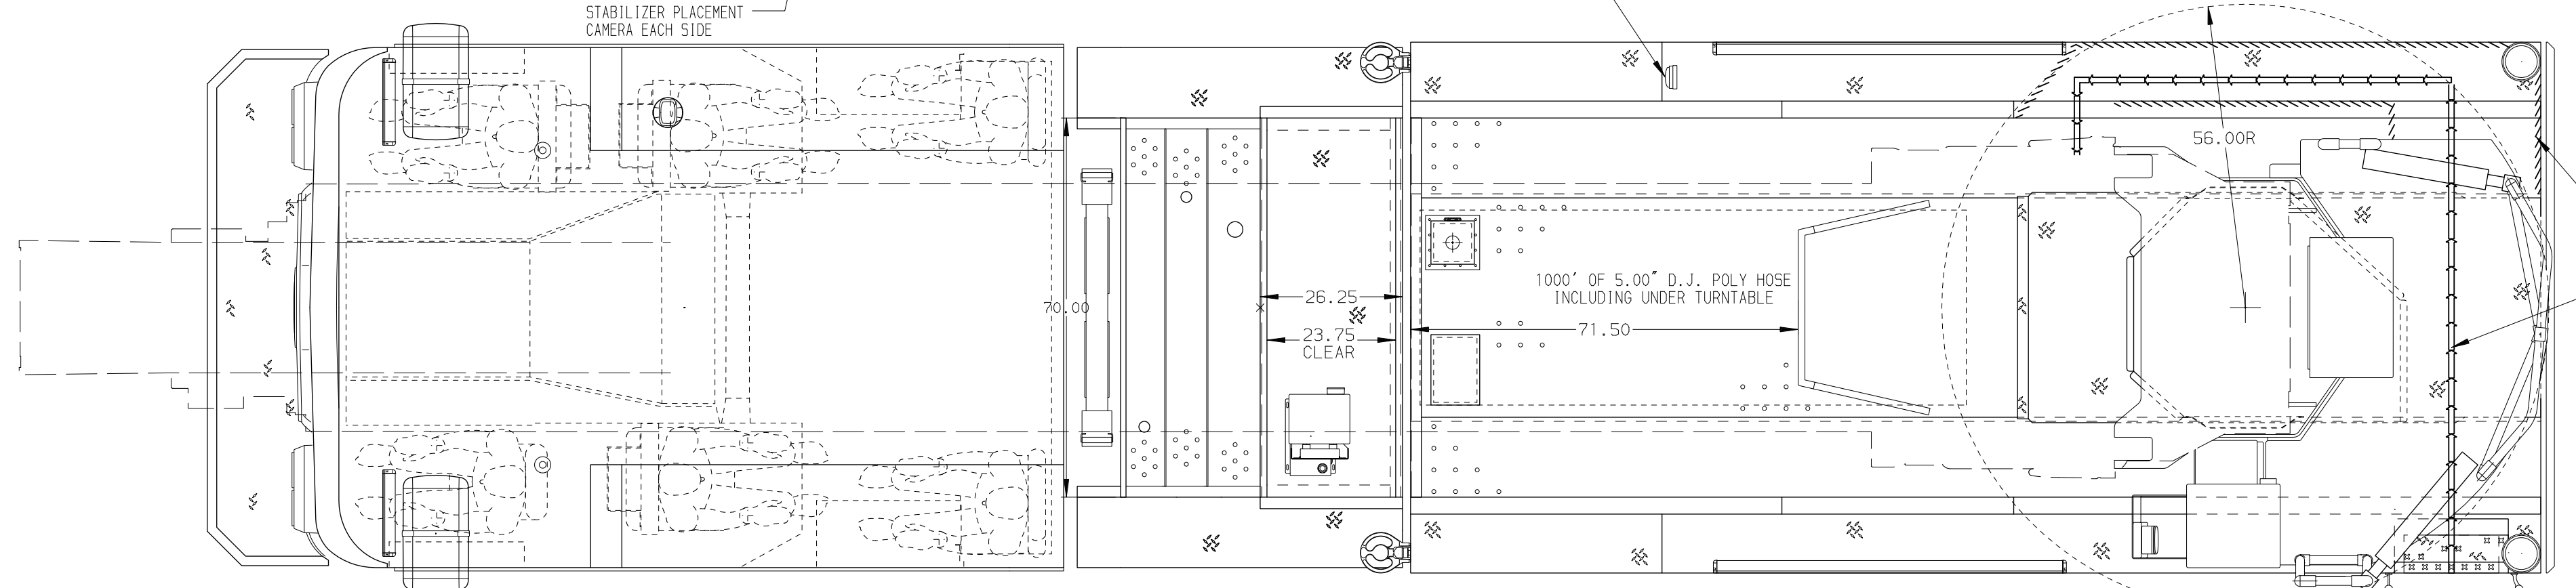 STABILIZER PLACEMENT
CAMERA EACH SIDE
56.00R
1000' OF 5.00" D.J. POLY HOSE
INCLUDING UNDER TURNTABLE
70.00
26.25
23.75
CLEAR
71.50